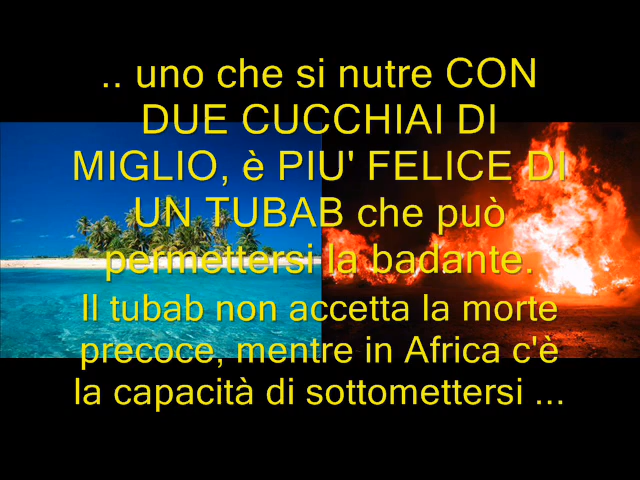 .. uno che si nutre CON
DUE CUCCHIAI DI
MIGLIO, è PIU' FELICE DI
UN TUBAB che può
permettersi la badante.
Il tubab non accetta la morte
precoce, mentre in Africa c'è
la capacità di sottomettersi ...